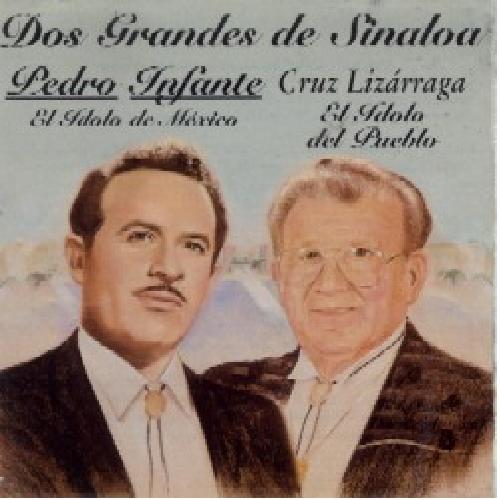 Dos Grandes de Sinaloa
Pedro Infante
El Idolo de México
Cruz Lizárraga
El Idolo
del Pueblo